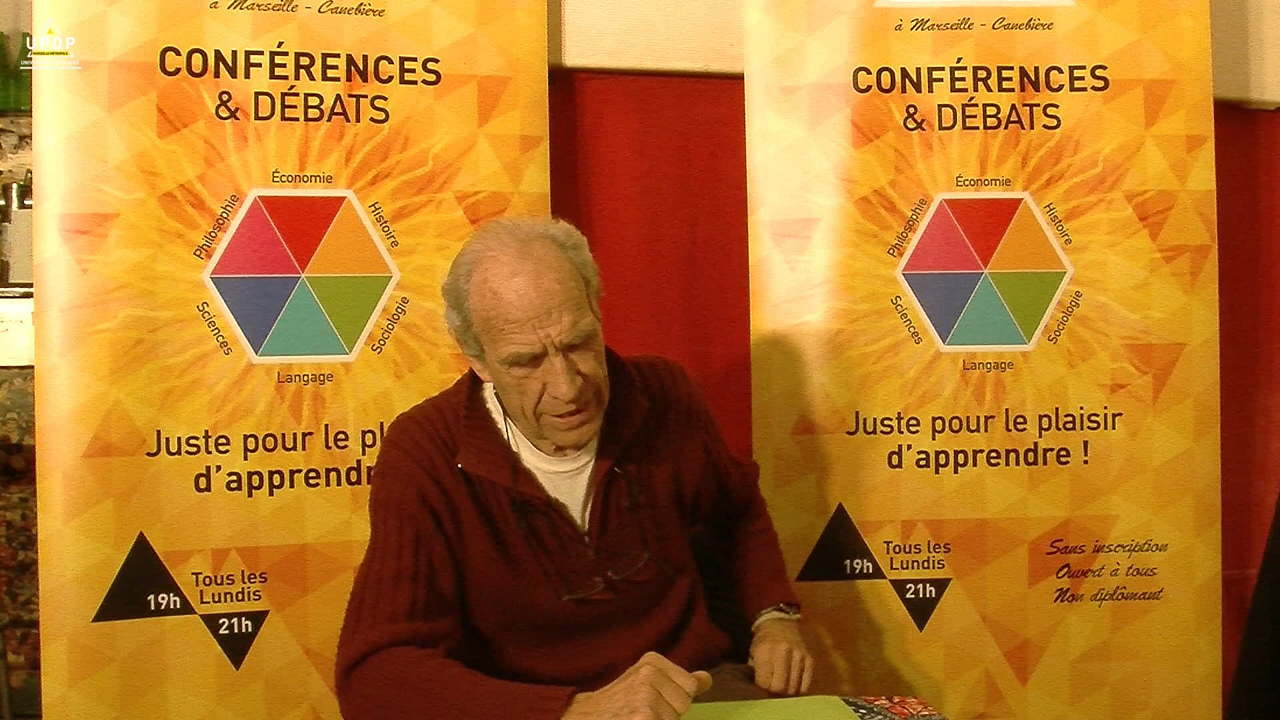 à Marseille - Canebière
CONFÉRENCES
& DÉBATS
Économie
Philosophie
Histoire
Sciences
Sociologie
Langage
Juste pour le pl
d'apprendr
19h
Tous les
Lundis
21h
à Marseille - Canebière
CONFÉRENCES
& DÉBATS
Économie
Philosophie
Histoire
Sciences
Sociologie
Langage
Juste pour le plaisir
d'apprendre !
19h
Tous les
Lundis
21h
Sans inscription
Ouvert à tous
Non diplômant